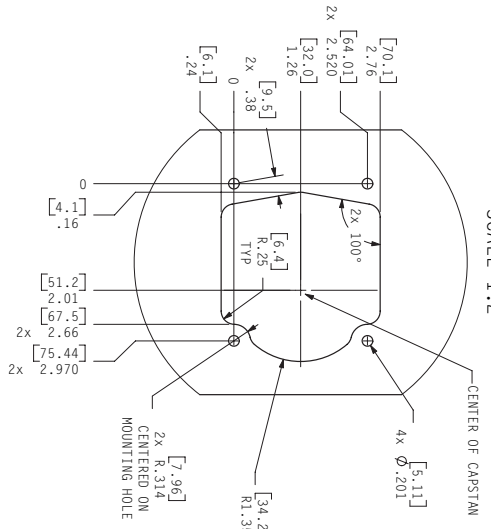 [70.1]
2.76
[64.01]
2x 2.520
[32.0]
1.26
[9.5]
2x .38
0
[6.1]
.24
0
[4.1]
.16
[51.2]
2.01
[67.5]
2x 2.66
[75.44]
2x 2.970
2x 100°
[6.4]
R.25
TYP
CENTER OF CAPSTAN
[5.11]
4x Ø.201
[7.96]
2x R.314
CENTERED ON
MOUNTING HOLE